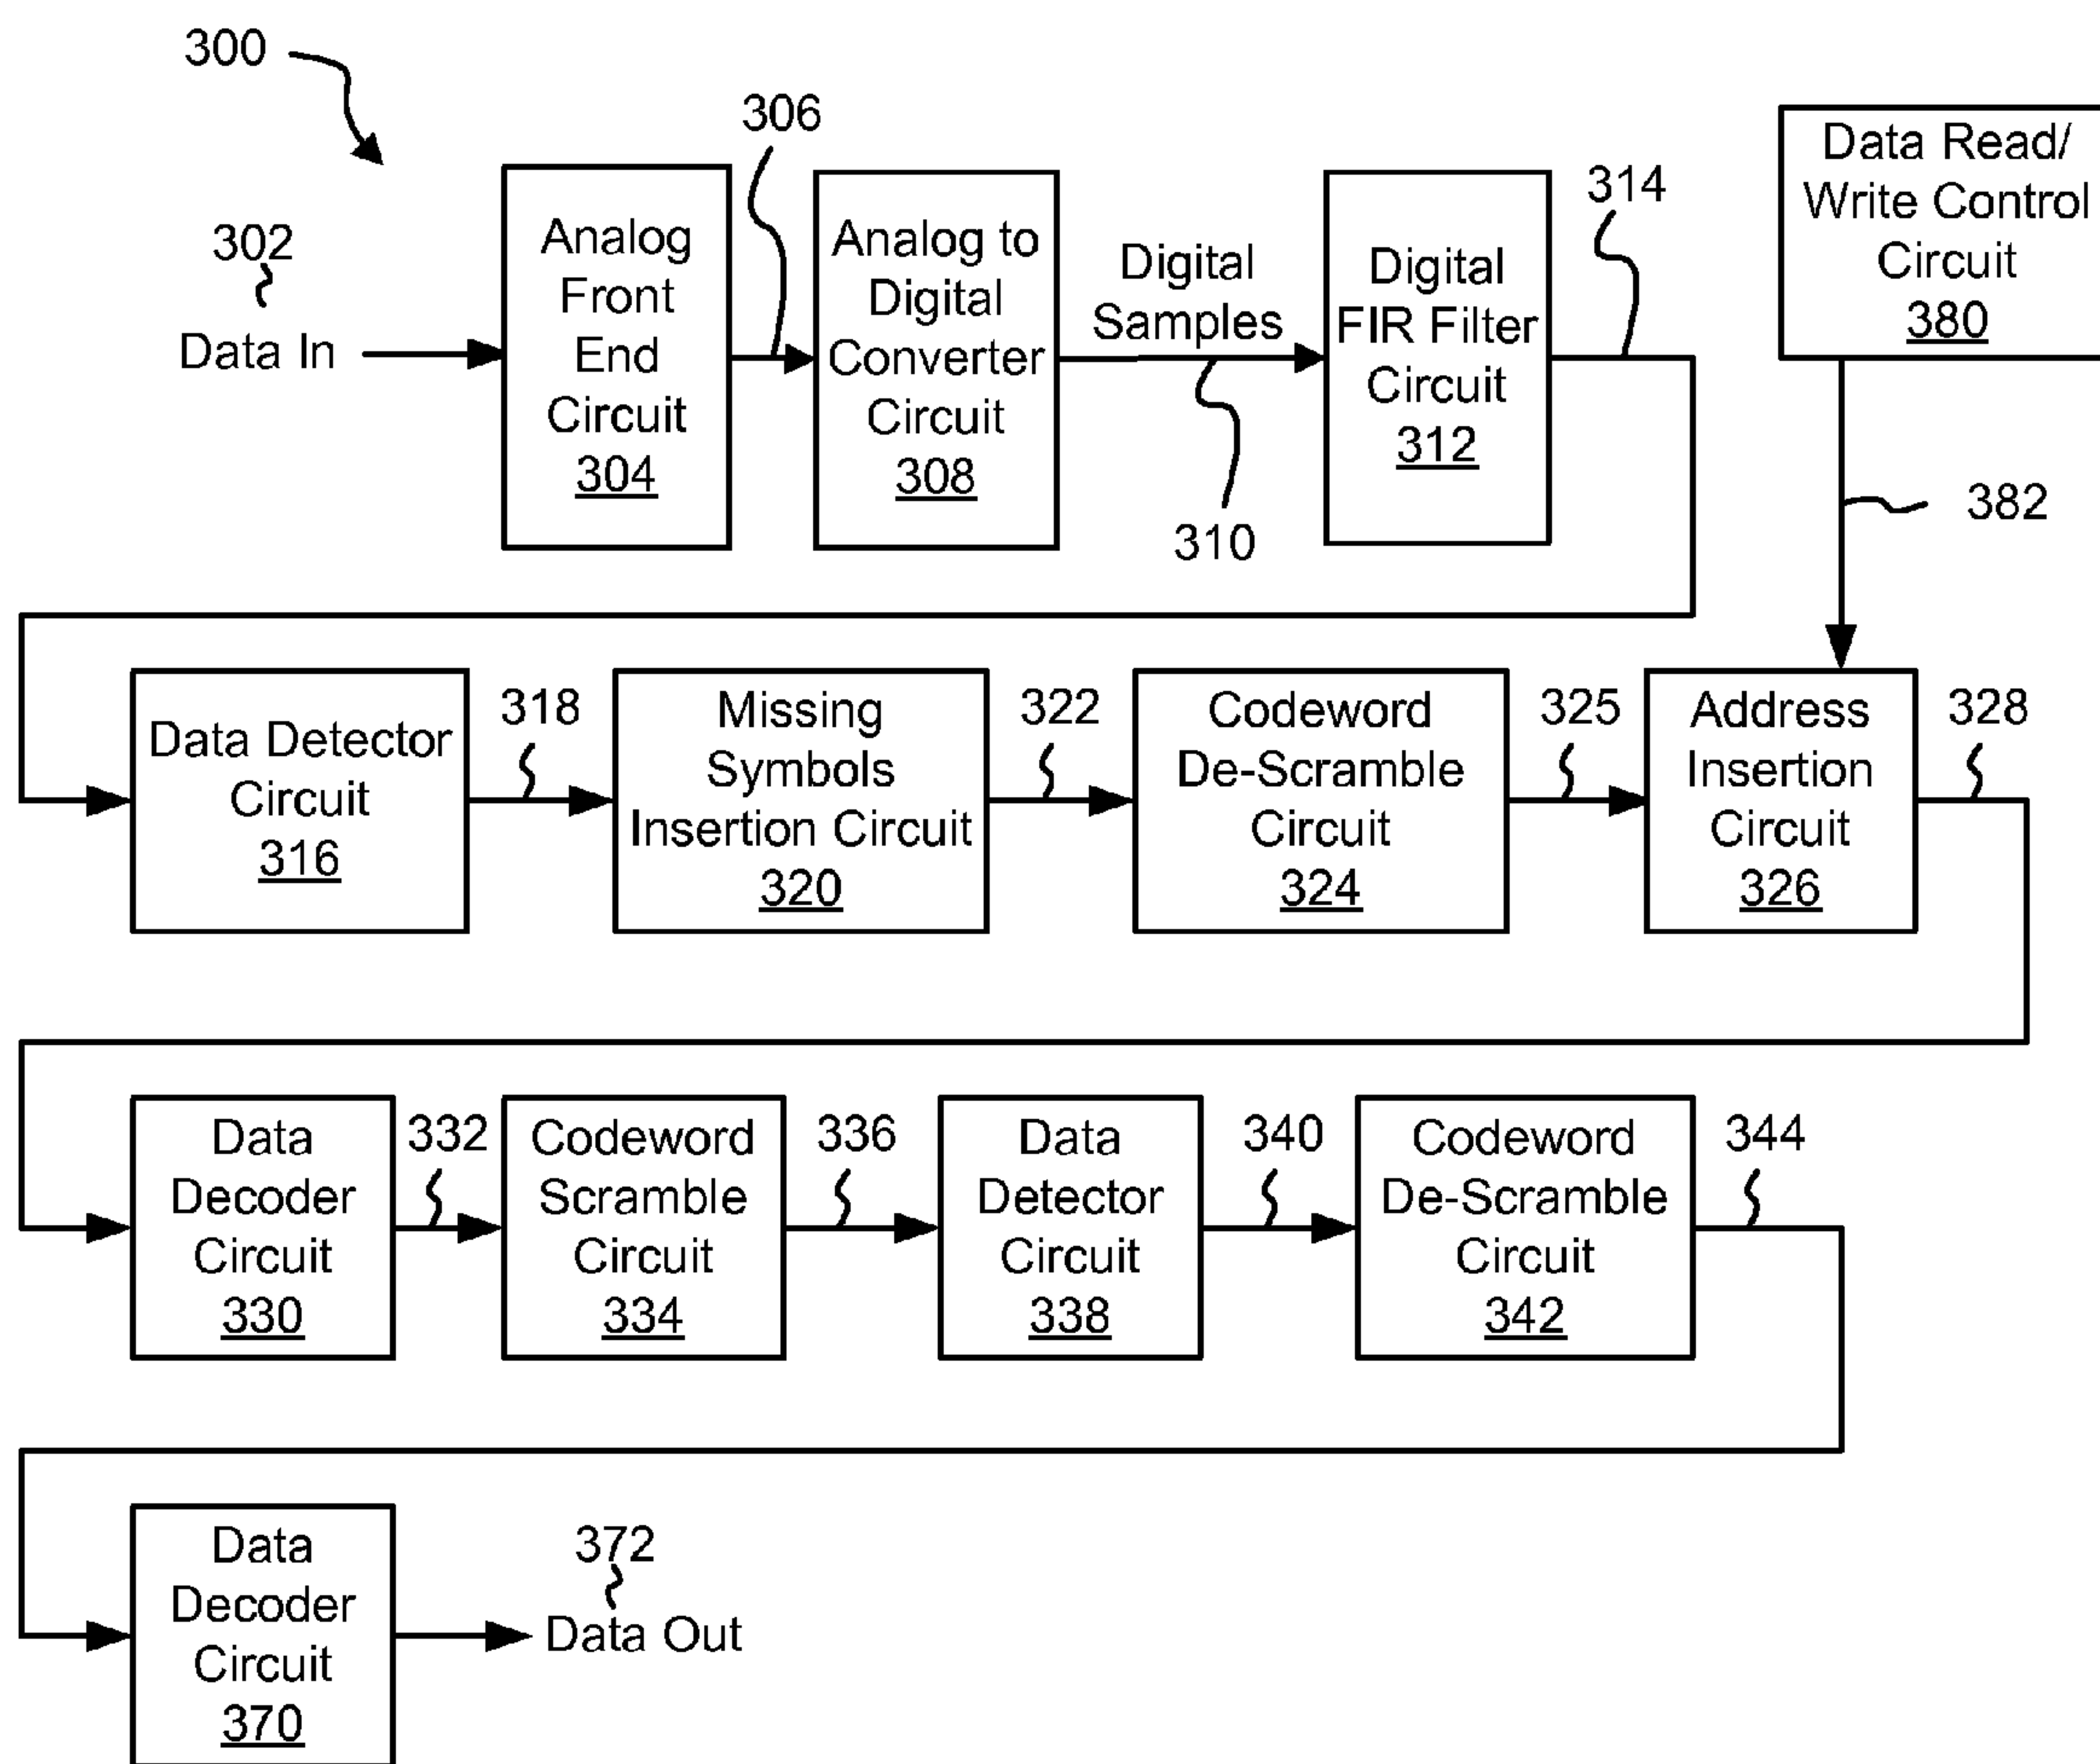 300
306
302
Data In
Analog
Front
End
Circuit
304
Analog to
Digital
Converter
Circuit
308
Digital
Samples
310
Digital
FIR Filter
Circuit
312
314
Data Read/
Write Control
Circuit
380
382
Data Detector
Circuit
316
318
Missing
Symbols
Insertion Circuit
320
322
Codeword
De-Scramble
Circuit
324
325
Address
Insertion
Circuit
326
328
Data
Decoder
Circuit
330
332
Codeword
Scramble
Circuit
334
336
Data
Detector
Circuit
338
340
Codeword
De-Scramble
Circuit
342
344
Data
Decoder
Circuit
370
372
Data Out